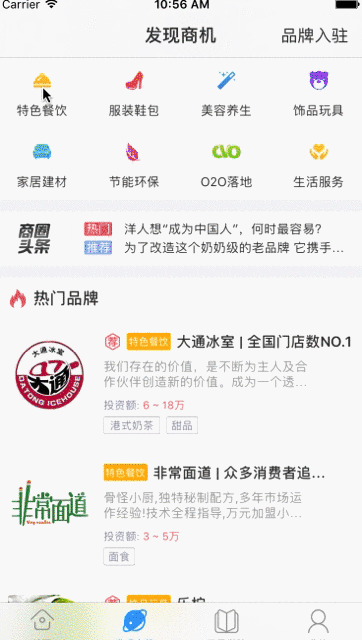 Carrier
10:56 AM
发现商机
品牌入驻
特色餐饮
服装鞋包
美容养生
饰品玩具
家居建材
节能环保
O2O落地
生活服务
商圈
头条
热门 洋人想“成为中国人”，何时最容易?
推荐 为了改造这个奶奶级的老品牌 它携手...
热门品牌
大通冰室
大通
DATONG ICEHOUSE
荐 特色餐饮 大通冰室 | 全国门店数NO.1
我们存在的价值，是不断为主人及合
作伙伴创造新的价值。成为一个透...
投资额: 6 ~ 18万
港式奶茶 甜品
非常面道
特色餐饮 非常面道 | 众多消费者追...
骨怪小厨,独特秘制配方,多年市场运
作经验!技术全程指导,万元加盟小...
投资额: 3 ~ 5万
面食